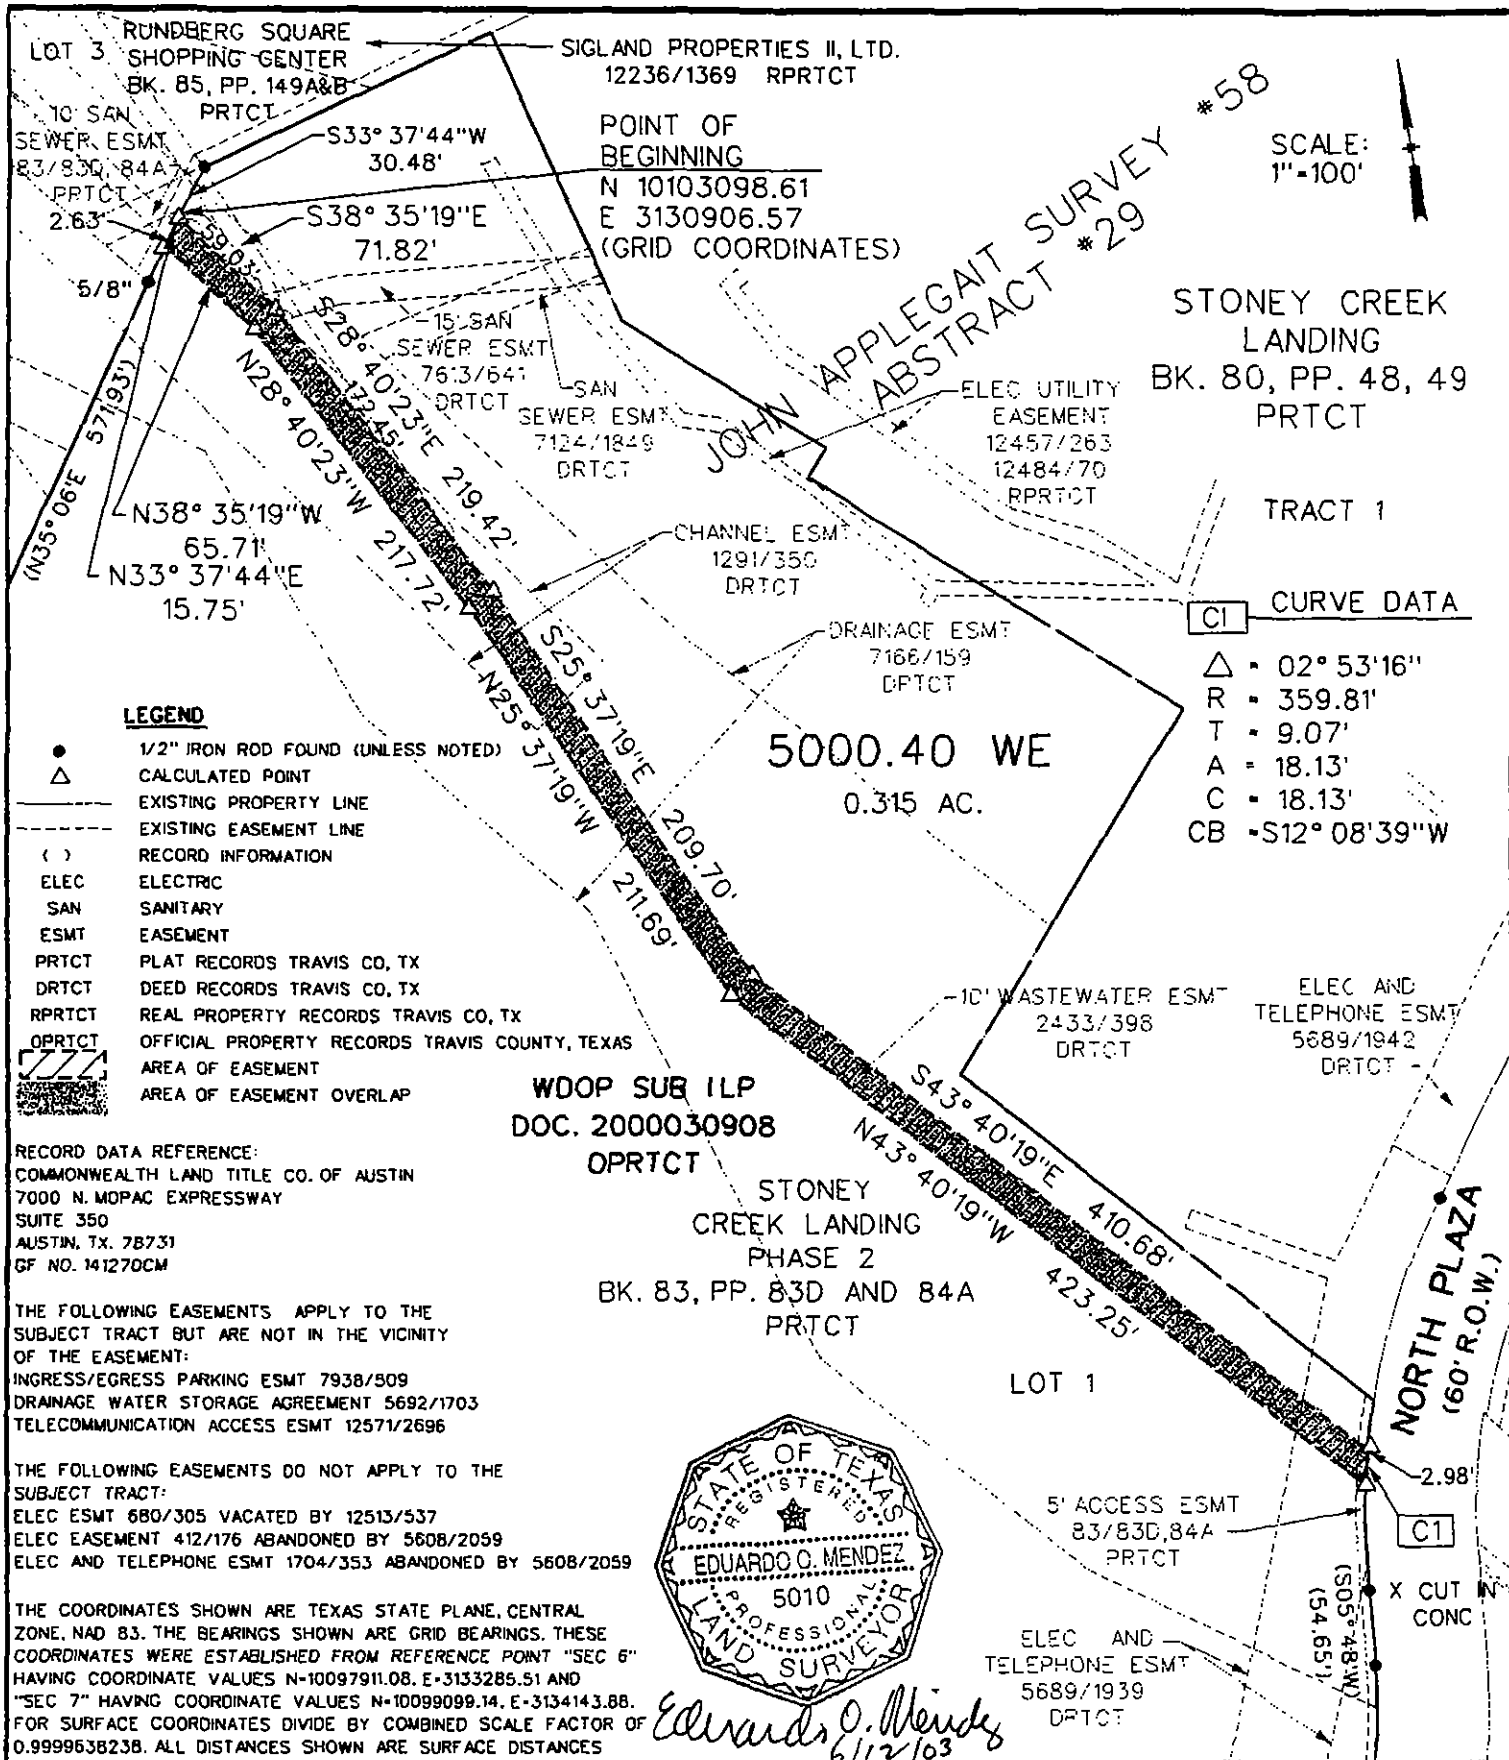 LOT 3
RUNDBERG SQUARE
SHOPPING CENTER
BK. 85, PP. 149A&B
PRTCT
SIGLAND PROPERTIES II, LTD.
12236/1369 RPRTCT
10' SAN
SEWER ESMT
83/83D, 84A
PRTCT
2.63'
S33° 37'44"W
30.48'
POINT OF
BEGINNING
N 10103098.61
E 3130906.57
(GRID COORDINATES)
S38° 35'19"E
71.82'
59.03'
5/8"
JOHN APPLEGAIT SURVEY #58
ABSTRACT #29
SCALE:
1"=100'
STONEY CREEK
LANDING
BK. 80, PP. 48, 49
PRTCT
TRACT 1
15' SAN
SEWER ESMT
7613/641
DRTCT
SAN
SEWER ESMT
7124/1849
DRTCT
ELEC UTILITY
EASEMENT
12457/263
12484/70
RPRTCT
S28° 40'23"E 219.42'
172.45'
N28° 40'23"W 217.72'
(N35° 06'E 571.93')
N38° 35'19"W
65.71'
N33° 37'44"E
15.75'
CHANNEL ESMT
1291/350
DRTCT
DRAINAGE ESMT
7166/159
DPTCT
C1 CURVE DATA
△ = 02° 53'16"
R = 359.81'
T = 9.07'
A = 18.13'
C = 18.13'
CB =S12° 08'39"W
S25° 37'19"E 209.70'
N25° 37'19"W 211.69'
5000.40 WE
0.315 AC.
LEGEND
1/2" IRON ROD FOUND (UNLESS NOTED)
CALCULATED POINT
EXISTING PROPERTY LINE
EXISTING EASEMENT LINE
( ) RECORD INFORMATION
ELEC ELECTRIC
SAN SANITARY
ESMT EASEMENT
PRTCT PLAT RECORDS TRAVIS CO, TX
DRTCT DEED RECORDS TRAVIS CO, TX
RPRTCT REAL PROPERTY RECORDS TRAVIS CO, TX
OPRTCT OFFICIAL PROPERTY RECORDS TRAVIS COUNTY, TEXAS
AREA OF EASEMENT
AREA OF EASEMENT OVERLAP
WDOP SUB ILP
DOC. 2000030908
OPRTCT
10' WASTEWATER ESMT
2433/398
DRTCT
ELEC AND
TELEPHONE ESMT
5689/1942
DRTCT
S43° 40'19"E 410.68'
N43° 40'19"W 423.25'
STONEY
CREEK LANDING
PHASE 2
BK. 83, PP. 83D AND 84A
PRTCT
LOT 1
NORTH PLAZA
(60' R.O.W.)
2.98'
C1
5' ACCESS ESMT
83/83D,84A
PRTCT
X CUT IN
CONC
(S05° 48'W)
(54.65')
ELEC AND
TELEPHONE ESMT
5689/1939
DPTCT
RECORD DATA REFERENCE:
COMMONWEALTH LAND TITLE CO. OF AUSTIN
7000 N. MOPAC EXPRESSWAY
SUITE 350
AUSTIN, TX. 78731
GF NO. 141270CM
THE FOLLOWING EASEMENTS APPLY TO THE
SUBJECT TRACT BUT ARE NOT IN THE VICINITY
OF THE EASEMENT:
INGRESS/EGRESS PARKING ESMT 7938/509
DRAINAGE WATER STORAGE AGREEMENT 5692/1703
TELECOMMUNICATION ACCESS ESMT 12571/2696
THE FOLLOWING EASEMENTS DO NOT APPLY TO THE
SUBJECT TRACT:
ELEC ESMT 680/305 VACATED BY 12513/537
ELEC EASEMENT 412/176 ABANDONED BY 5608/2059
ELEC AND TELEPHONE ESMT 1704/353 ABANDONED BY 5608/2059
THE COORDINATES SHOWN ARE TEXAS STATE PLANE, CENTRAL
ZONE, NAD 83. THE BEARINGS SHOWN ARE GRID BEARINGS. THESE
COORDINATES WERE ESTABLISHED FROM REFERENCE POINT "SEC 6"
HAVING COORDINATE VALUES N=10097911.08, E=3133285.51 AND
"SEC 7" HAVING COORDINATE VALUES N=10099099.14, E=3134143.88.
FOR SURFACE COORDINATES DIVIDE BY COMBINED SCALE FACTOR OF
0.9999638238. ALL DISTANCES SHOWN ARE SURFACE DISTANCES
STATE OF TEXAS
REGISTERED
EDUARDO O. MENDEZ
5010
PROFESSIONAL
LAND SURVEYOR
Eduardo O. Mendez
6/12/03